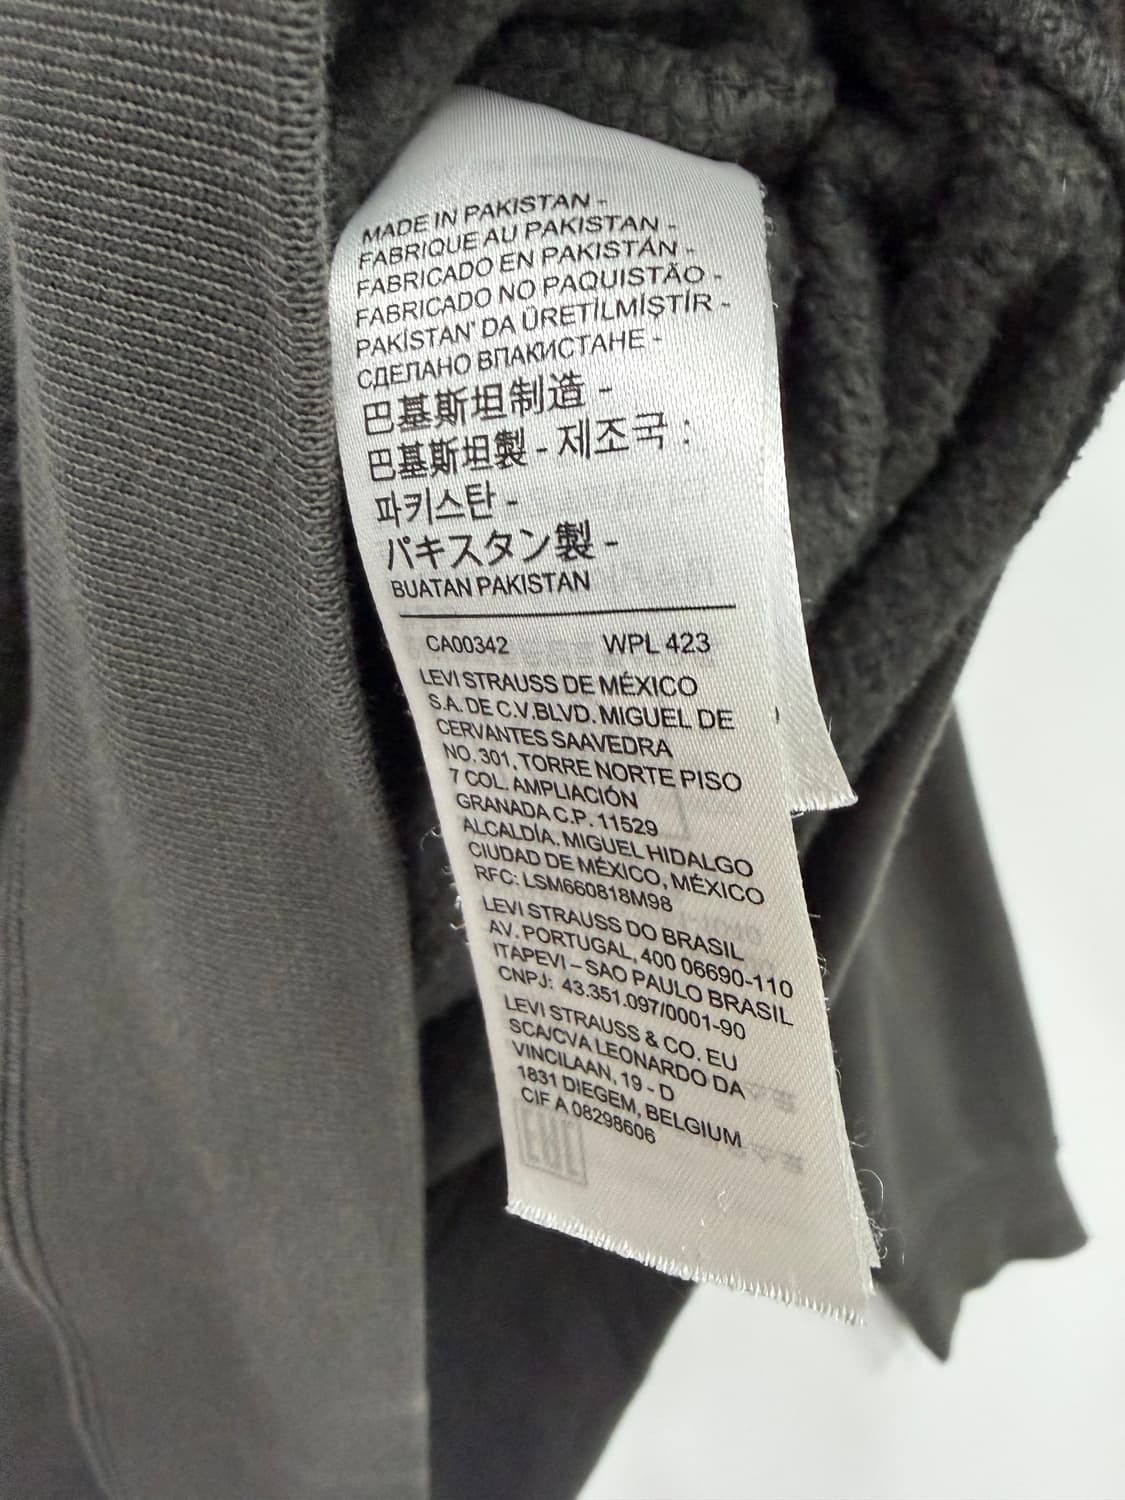 MADE IN PAKISTAN -
FABRIQUE AU PAKISTAN -
FABRICADO EN PAKISTÁN -
FABRICADO NO PAQUISTÃO -
PAKİSTAN' DA ÜRETİLMİŞTİR -
СДЕЛАНО ВПАКИСТАНЕ -
巴基斯坦制造 -
巴基斯坦製 - 제조국 :
파키스탄 -
パキスタン製 -
BUATAN PAKISTAN
CA00342 WPL 423
LEVI STRAUSS DE MÉXICO
S.A. DE C.V.BLVD. MIGUEL DE
CERVANTES SAAVEDRA
NO. 301, TORRE NORTE PISO
7 COL. AMPLIACIÓN
GRANADA C.P. 11529
ALCALDÍA. MIGUEL HIDALGO
CIUDAD DE MÉXICO, MÉXICO
RFC: LSM660818M98
LEVI STRAUSS DO BRASIL
AV. PORTUGAL, 400 06690-110
ITAPEVI – SAO PAULO BRASIL
CNPJ: 43.351.097/0001-90
LEVI STRAUSS & CO. EU
SCA/CVA LEONARDO DA
VINCILAAN, 19 - D
1831 DIEGEM, BELGIUM
CIF A 08298606